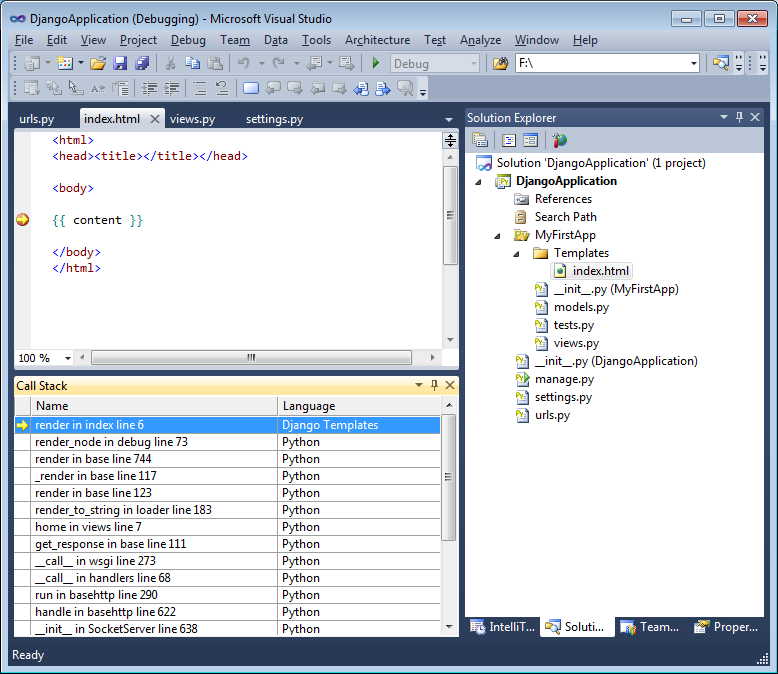 DjangoApplication (Debugging) - Microsoft Visual Studio
File Edit View Project Debug Team Data Tools Architecture Test Analyze Window Help
Debug F:\
urls.py index.html views.py settings.py
<html>
<head><title></title></head>
<body>
{{ content }}
</body>
</html>
100 %
Call Stack
Name Language
render in index line 6 Django Templates
render_node in debug line 73 Python
render in base line 744 Python
_render in base line 117 Python
render in base line 123 Python
render_to_string in loader line 183 Python
home in views line 7 Python
get_response in base line 111 Python
__call__ in wsgi line 273 Python
__call__ in handlers line 68 Python
run in basehttp line 290 Python
handle in basehttp line 622 Python
__init__ in SocketServer line 638 Python
Solution Explorer
Solution 'DjangoApplication' (1 project)
DjangoApplication
References
Search Path
MyFirstApp
Templates
index.html
__init__.py (MyFirstApp)
models.py
tests.py
views.py
__init__.py (DjangoApplication)
manage.py
settings.py
urls.py
IntelliT... Soluti... Team... Proper...
Ready